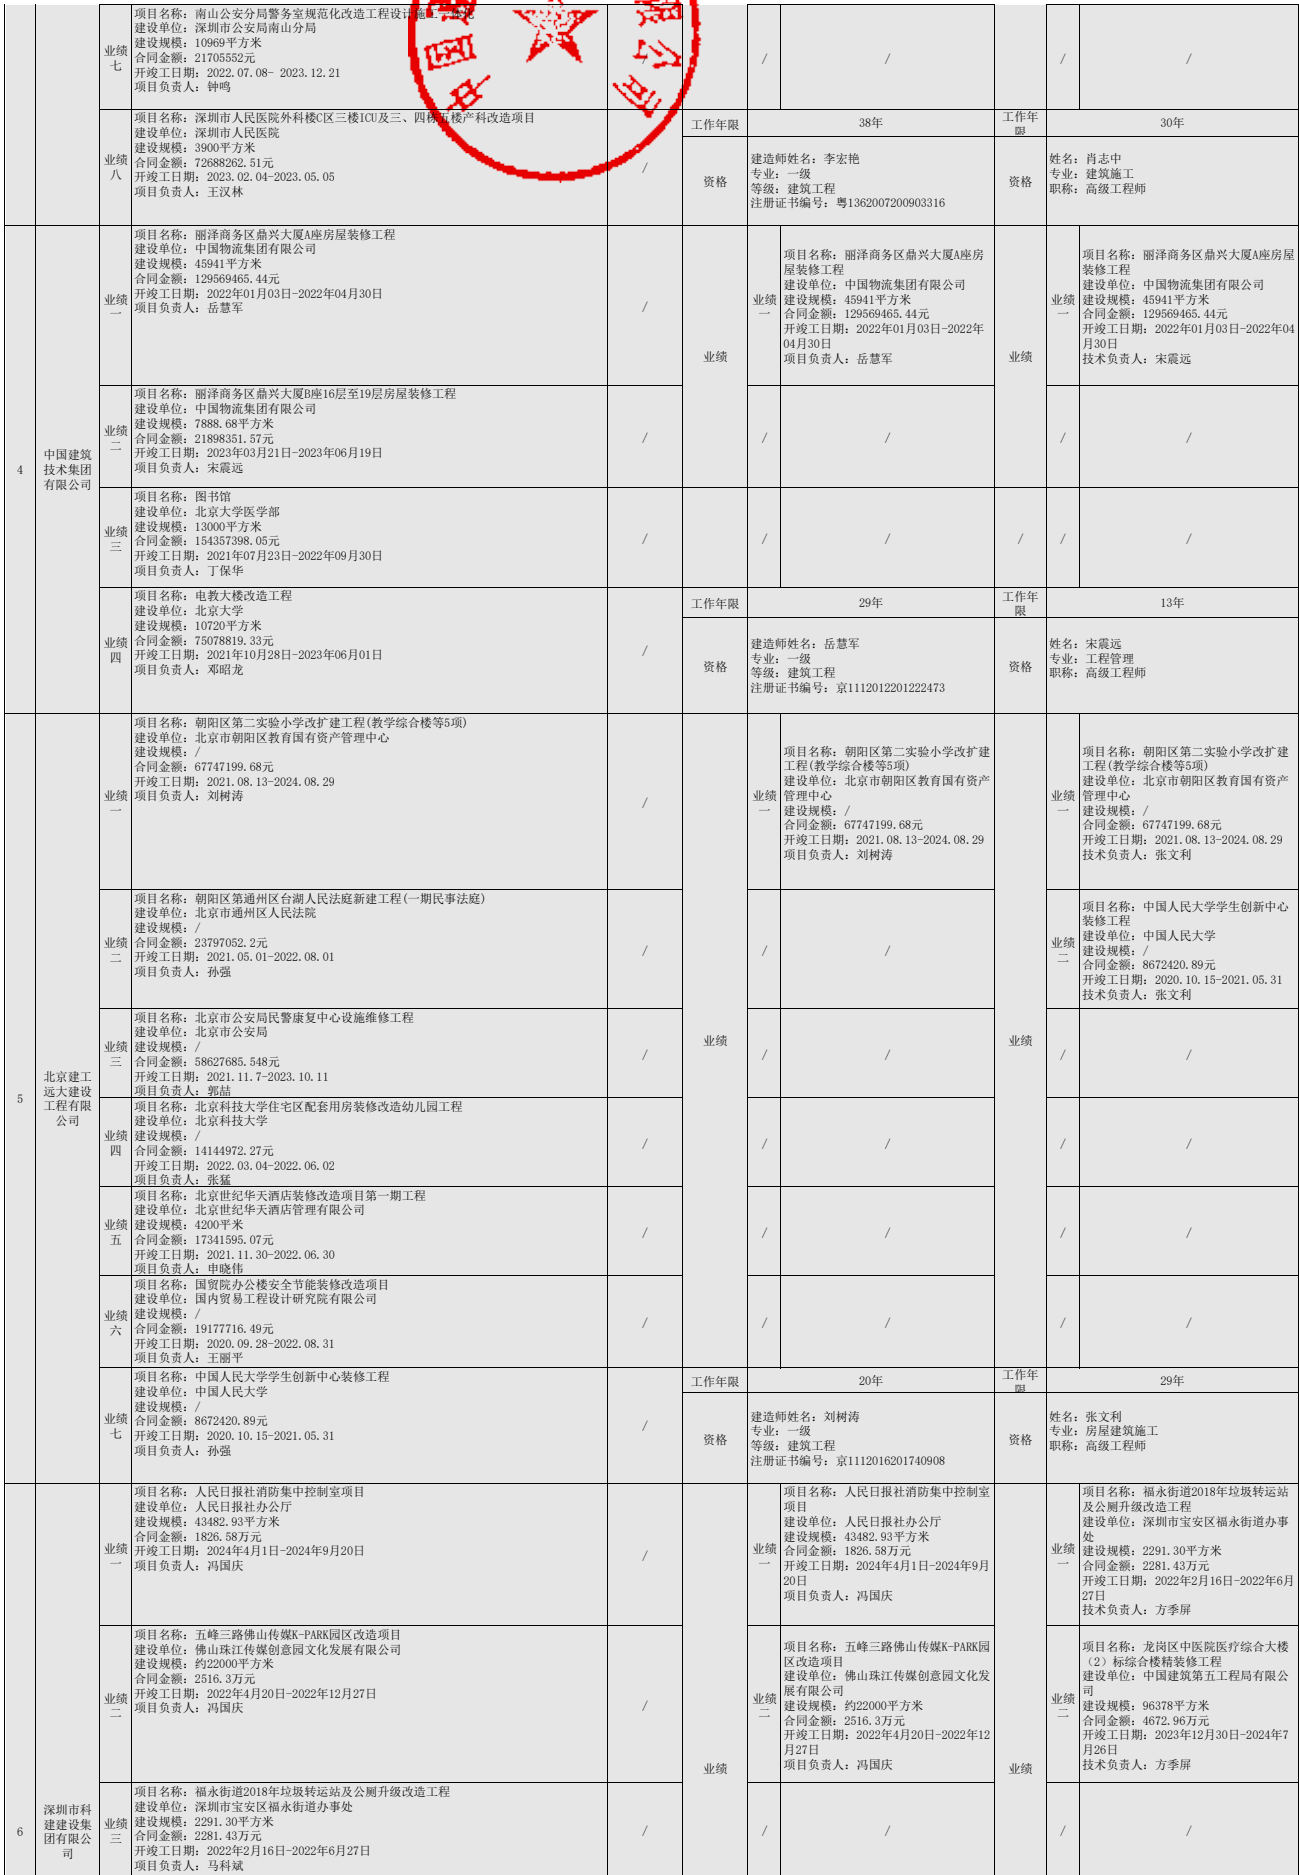 业绩七
项目名称：南山公安分局警务室规范化改造工程设计施工一体化
建设单位：深圳市公安局南山分局
建设规模：10969平方米
合同金额：21705552元
开竣工日期：2022.07.08- 2023.12.21
项目负责人：钟鸣
/
/
/
/
业绩八
项目名称：深圳市人民医院外科楼C区三楼ICU及三、四栋五楼产科改造项目
建设单位：深圳市人民医院
建设规模：3900平方米
合同金额：72688262.51元
开竣工日期：2023.02.04-2023.05.05
项目负责人：王汉林
/
工作年限
38年
工作年限
30年
资格
建造师姓名：李宏艳
专业：一级
等级：建筑工程
注册证书编号：粤1362007200903316
资格
姓名：肖志中
专业：建筑施工
职称：高级工程师
4
中国建筑
技术集团
有限公司
业绩一
项目名称：丽泽商务区鼎兴大厦A座房屋装修工程
建设单位：中国物流集团有限公司
建设规模：45941平方米
合同金额：129569465.44元
开竣工日期：2022年01月03日-2022年04月30日
项目负责人：岳慧军
/
业绩
业绩一
项目名称：丽泽商务区鼎兴大厦A座房
屋装修工程
建设单位：中国物流集团有限公司
建设规模：45941平方米
合同金额：129569465.44元
开竣工日期：2022年01月03日-2022年
04月30日
项目负责人：岳慧军
业绩
业绩一
项目名称：丽泽商务区鼎兴大厦A座房屋
装修工程
建设单位：中国物流集团有限公司
建设规模：45941平方米
合同金额：129569465.44元
开竣工日期：2022年01月03日-2022年04
月30日
技术负责人：宋震远
业绩二
项目名称：丽泽商务区鼎兴大厦B座16层至19层房屋装修工程
建设单位：中国物流集团有限公司
建设规模：7888.68平方米
合同金额：21898351.57元
开竣工日期：2023年03月21日-2023年06月19日
项目负责人：宋震远
/
/
/
/
/
业绩三
项目名称：图书馆
建设单位：北京大学医学部
建设规模：13000平方米
合同金额：154357398.05元
开竣工日期：2021年07月23日-2022年09月30日
项目负责人：丁保华
/
/
/
/
/
/
业绩四
项目名称：电教大楼改造工程
建设单位：北京大学
建设规模：10720平方米
合同金额：75078819.33元
开竣工日期：2021年10月28日-2023年06月01日
项目负责人：邓昭龙
/
工作年限
29年
工作年限
13年
资格
建造师姓名：岳慧军
专业：一级
等级：建筑工程
注册证书编号：京1112012201222473
资格
姓名：宋震远
专业：工程管理
职称：高级工程师
5
北京建工
远大建设
工程有限
公司
业绩一
项目名称：朝阳区第二实验小学改扩建工程(教学综合楼等5项)
建设单位：北京市朝阳区教育国有资产管理中心
建设规模：/
合同金额：67747199.68元
开竣工日期：2021.08.13-2024.08.29
项目负责人：刘树涛
/
业绩
业绩一
项目名称：朝阳区第二实验小学改扩建
工程(教学综合楼等5项)
建设单位：北京市朝阳区教育国有资产
管理中心
建设规模：/
合同金额：67747199.68元
开竣工日期：2021.08.13-2024.08.29
项目负责人：刘树涛
业绩
业绩一
项目名称：朝阳区第二实验小学改扩建
工程(教学综合楼等5项)
建设单位：北京市朝阳区教育国有资产
管理中心
建设规模：/
合同金额：67747199.68元
开竣工日期：2021.08.13-2024.08.29
技术负责人：张文利
业绩二
项目名称：朝阳区第通州区台湖人民法庭新建工程(一期民事法庭)
建设单位：北京市通州区人民法院
建设规模：/
合同金额：23797052.2元
开竣工日期：2021.05.01-2022.08.01
项目负责人：孙强
/
/
/
业绩二
项目名称：中国人民大学学生创新中心
装修工程
建设单位：中国人民大学
建设规模：/
合同金额：8672420.89元
开竣工日期：2020.10.15-2021.05.31
技术负责人：张文利
业绩三
项目名称：北京市公安局民警康复中心设施维修工程
建设单位：北京市公安局
建设规模：/
合同金额：58627685.548元
开竣工日期：2021.11.7-2023.10.11
项目负责人：郭喆
/
/
/
/
/
业绩四
项目名称：北京科技大学住宅区配套用房装修改造幼儿园工程
建设单位：北京科技大学
建设规模：/
合同金额：14144972.27元
开竣工日期：2022.03.04-2022.06.02
项目负责人：张猛
/
/
/
/
/
业绩五
项目名称：北京世纪华天酒店装修改造项目第一期工程
建设单位：北京世纪华天酒店管理有限公司
建设规模：4200平米
合同金额：17341595.07元
开竣工日期：2021.11.30-2022.06.30
项目负责人：申晓伟
/
/
/
/
/
业绩六
项目名称：国贸院办公楼安全节能装修改造项目
建设单位：国内贸易工程设计研究院有限公司
建设规模：/
合同金额：19177716.49元
开竣工日期：2020.09.28-2022.08.31
项目负责人：王丽平
/
/
/
/
/
业绩七
项目名称：中国人民大学学生创新中心装修工程
建设单位：中国人民大学
建设规模：/
合同金额：8672420.89元
开竣工日期：2020.10.15-2021.05.31
项目负责人：孙强
/
工作年限
20年
工作年限
29年
资格
建造师姓名：刘树涛
专业：一级
等级：建筑工程
注册证书编号：京1112016201740908
资格
姓名：张文利
专业：房屋建筑施工
职称：高级工程师
6
深圳市科
建建设集
团有限公
司
业绩一
项目名称：人民日报社消防集中控制室项目
建设单位：人民日报社办公厅
建设规模：43482.93平方米
合同金额：1826.58万元
开竣工日期：2024年4月1日-2024年9月20日
项目负责人：冯国庆
/
业绩
业绩一
项目名称：人民日报社消防集中控制室
项目
建设单位：人民日报社办公厅
建设规模：43482.93平方米
合同金额：1826.58万元
开竣工日期：2024年4月1日-2024年9月
20日
项目负责人：冯国庆
业绩
业绩一
项目名称：福永街道2018年垃圾转运站
及公厕升级改造工程
建设单位：深圳市宝安区福永街道办事
处
建设规模：2291.30平方米
合同金额：2281.43万元
开竣工日期：2022年2月16日-2022年6月
27日
技术负责人：方季屏
业绩二
项目名称：五峰三路佛山传媒K-PARK园区改造项目
建设单位：佛山珠江传媒创意园文化发展有限公司
建设规模：约22000平方米
合同金额：2516.3万元
开竣工日期：2022年4月20日-2022年12月27日
项目负责人：冯国庆
/
业绩二
项目名称：五峰三路佛山传媒K-PARK园
区改造项目
建设单位：佛山珠江传媒创意园文化发
展有限公司
建设规模：约22000平方米
合同金额：2516.3万元
开竣工日期：2022年4月20日-2022年12
月27日
项目负责人：冯国庆
业绩二
项目名称：龙岗区中医院医疗综合大楼
（2）标综合楼精装修工程
建设单位：中国建筑第五工程局有限公
司
建设规模：96378平方米
合同金额：4672.96万元
开竣工日期：2023年12月30日-2024年7
月26日
技术负责人：方季屏
业绩三
项目名称：福永街道2018年垃圾转运站及公厕升级改造工程
建设单位：深圳市宝安区福永街道办事处
建设规模：2291.30平方米
合同金额：2281.43万元
开竣工日期：2022年2月16日-2022年6月27日
项目负责人：马科斌
/
/
/
/
/